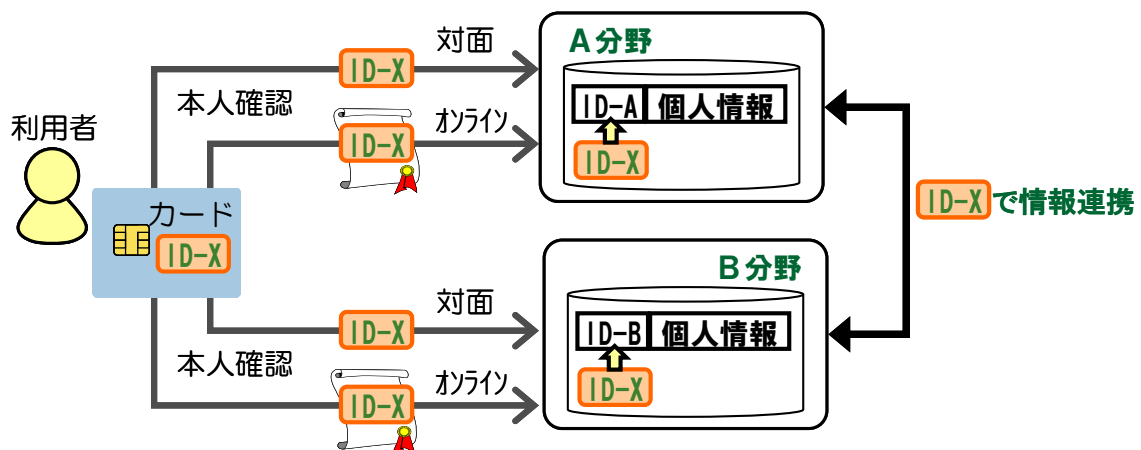 利用者
カード
ID-X
本人確認
ID-X
対面
ID-X
オンライン
A分野
ID-A 個人情報
ID-X
本人確認
ID-X
対面
ID-X
オンライン
B分野
ID-B 個人情報
ID-X
ID-Xで情報連携